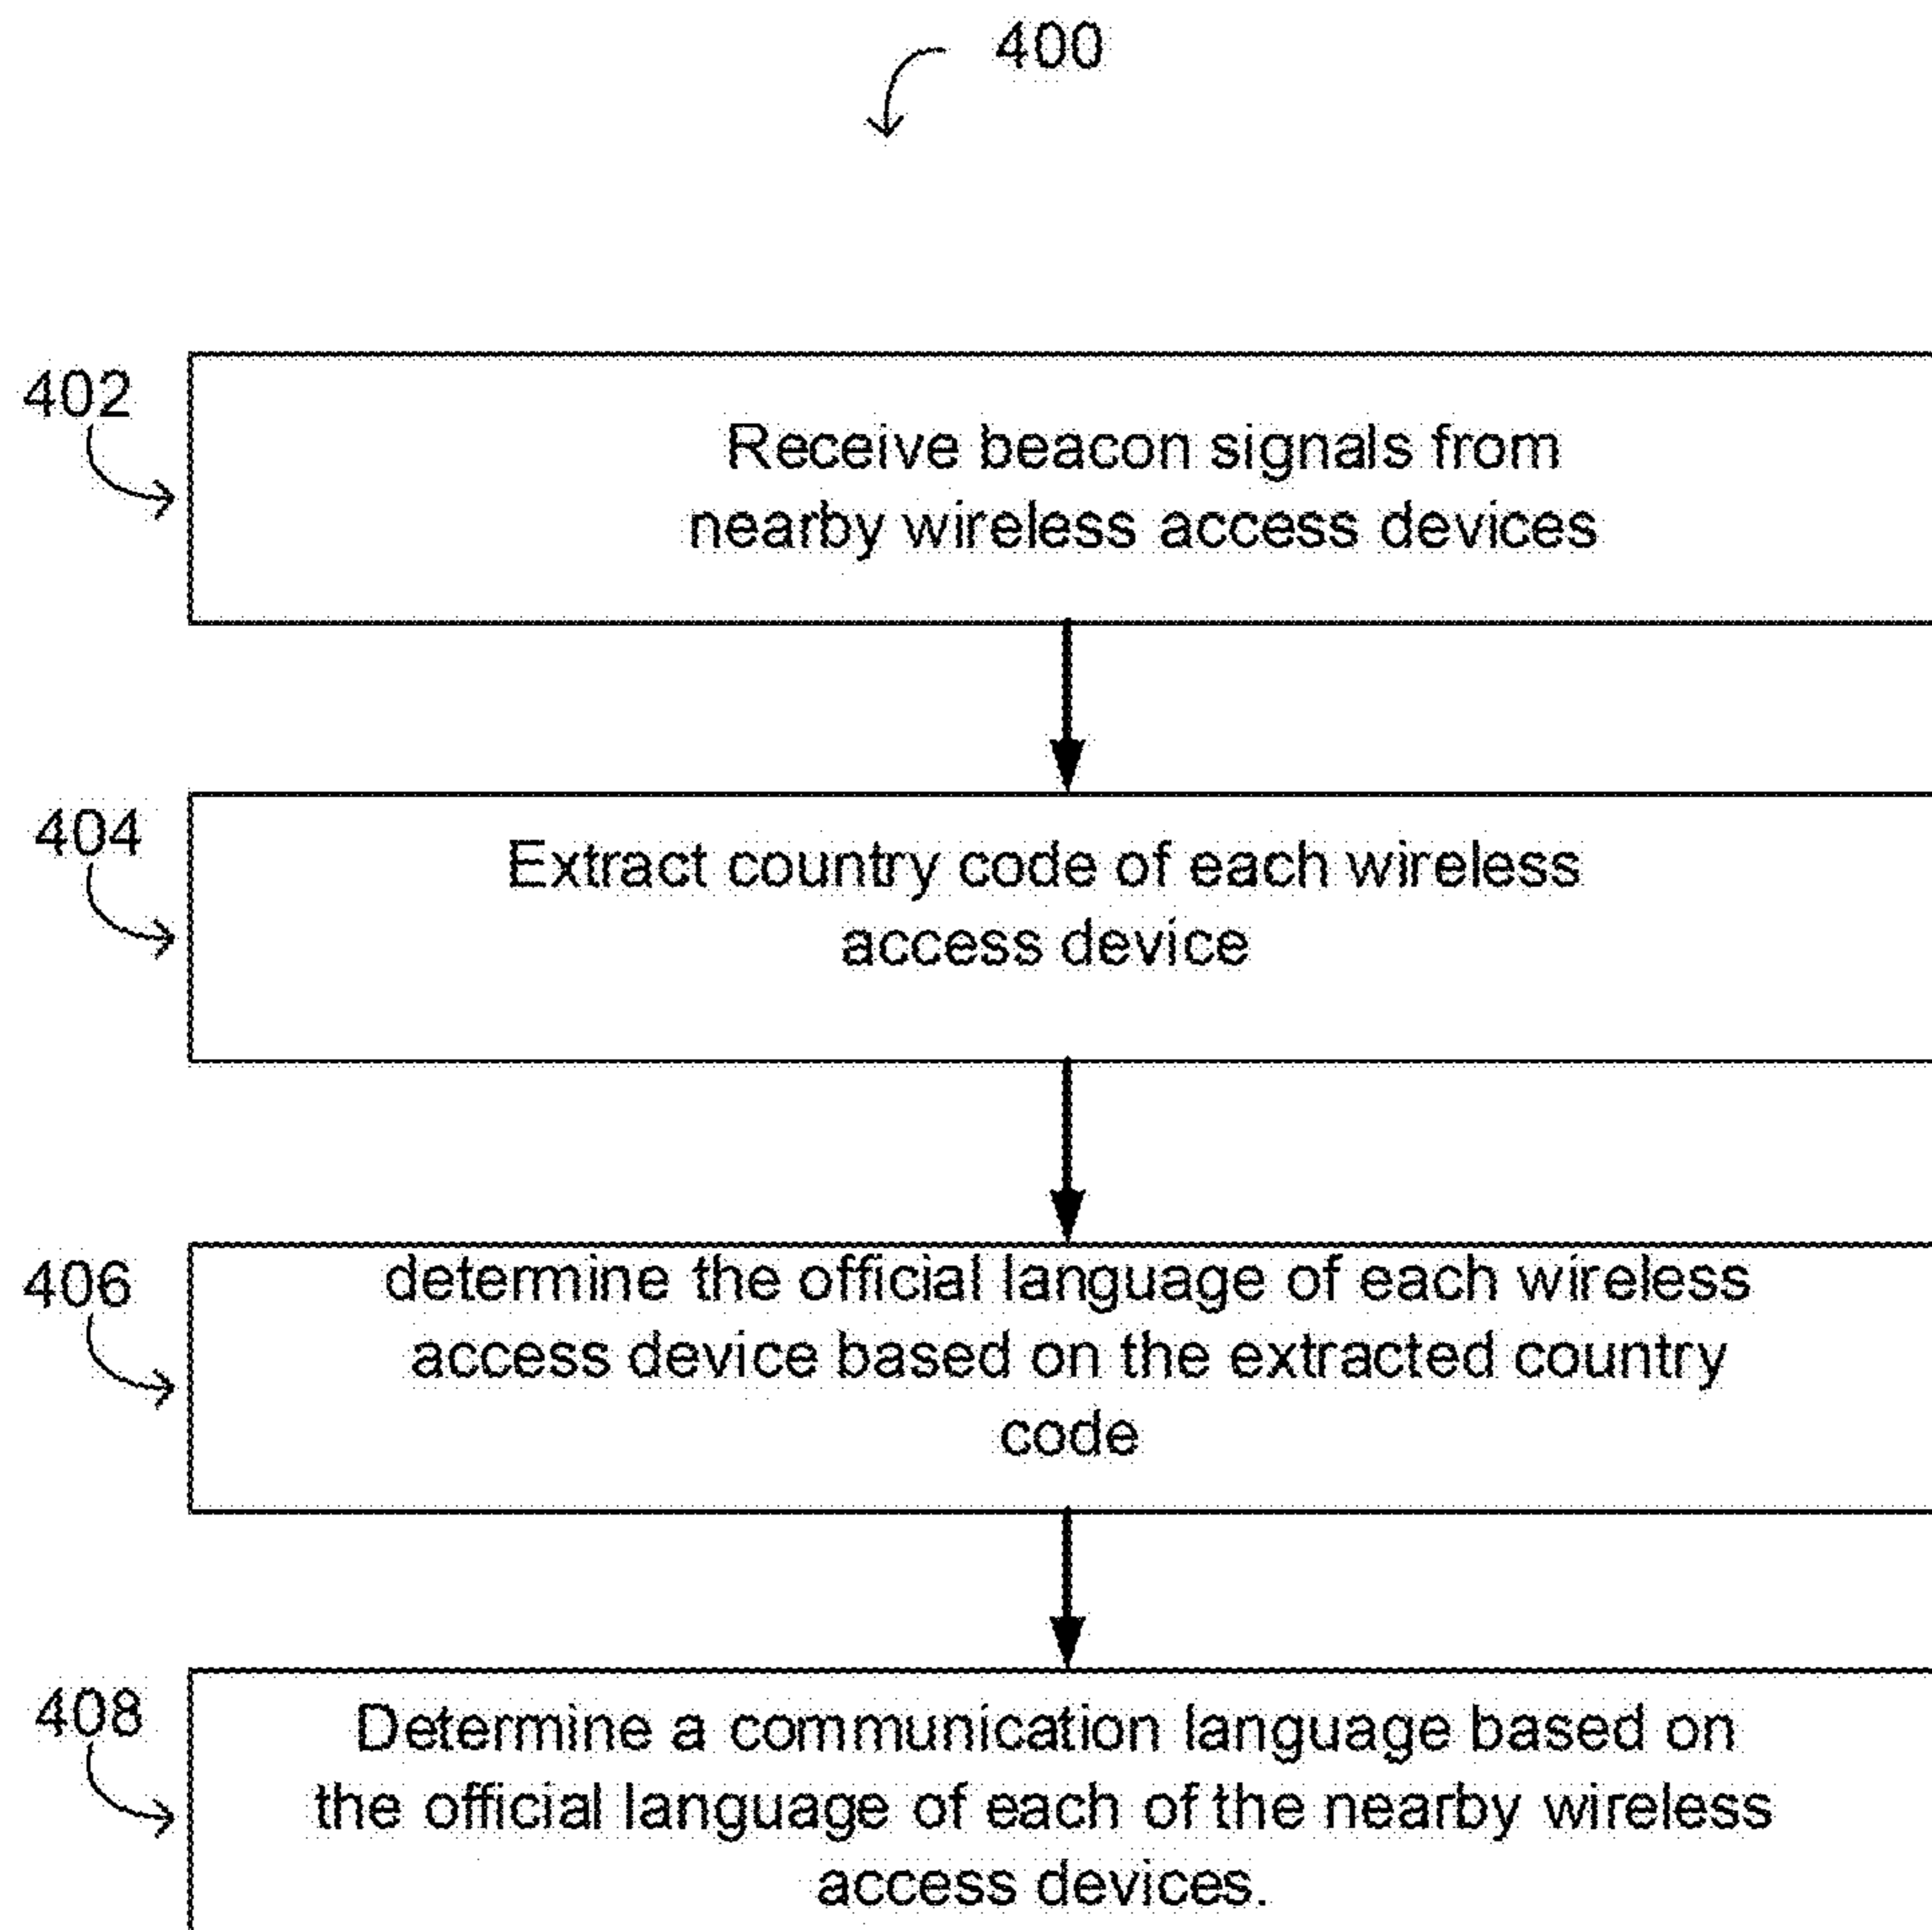 400
402
Receive beacon signals from
nearby wireless access devices
404
Extract country code of each wireless
access device
406
determine the official language of each wireless
access device based on the extracted country
code
408
Determine a communication language based on
the official language of each of the nearby wireless
access devices.